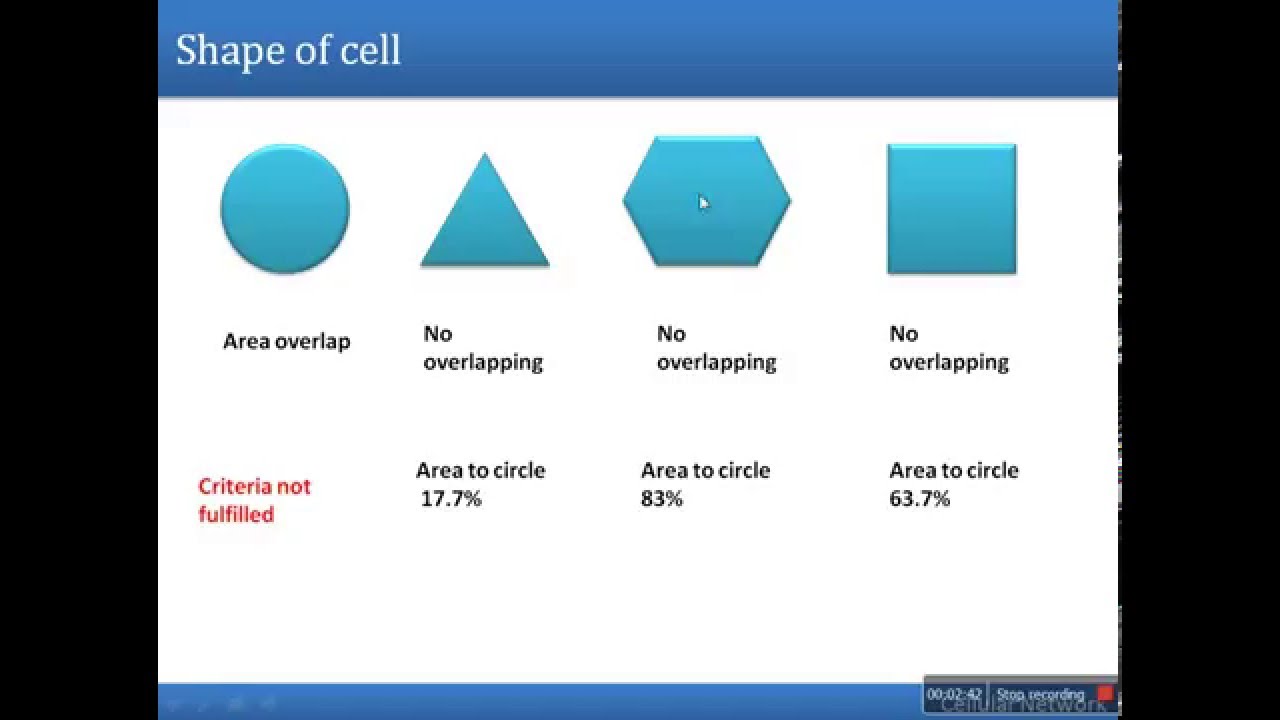 Shape of cell
Area overlap
No
overlapping
No
overlapping
No
overlapping
Criteria not
fulfilled
Area to circle
17.7%
Area to circle
83%
Area to circle
63.7%
00:02:42 Stop recording
Cellular Network